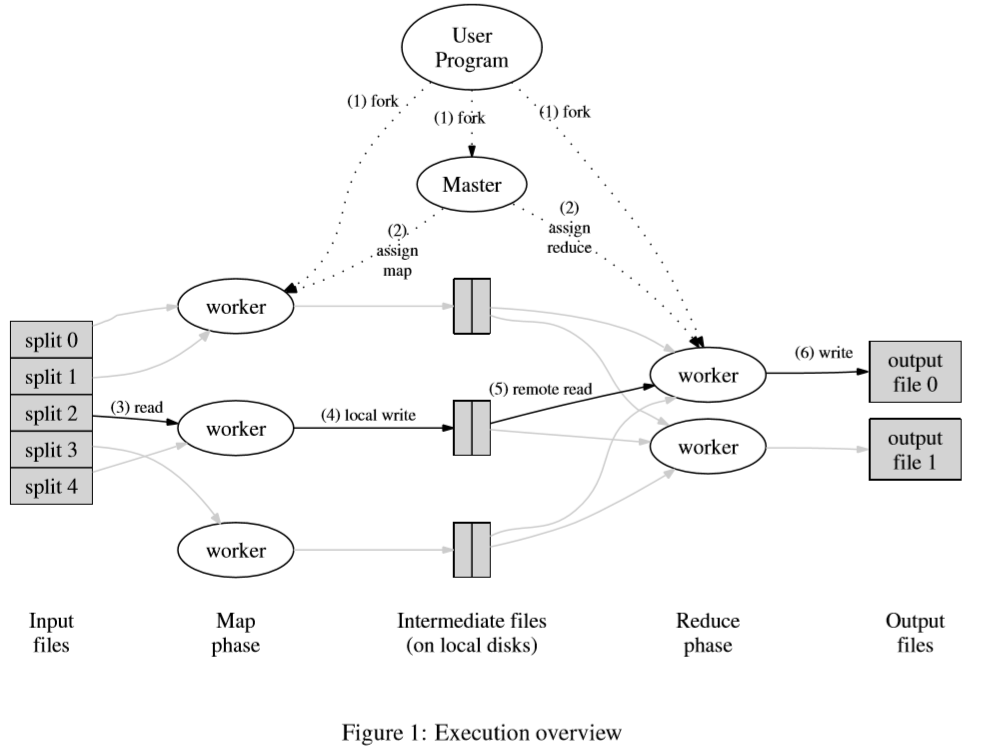 User
Program
(1) fork
(1) fork
(1) fork
Master
(2)
assign
map
(2)
assign
reduce
worker
split 0
split 1
split 2
split 3
split 4
(3) read
worker
(4) local write
worker
(5) remote read
worker
worker
(6) write
output
file 0
output
file 1
Input
files
Map
phase
Intermediate files
(on local disks)
Reduce
phase
Output
files
Figure 1: Execution overview